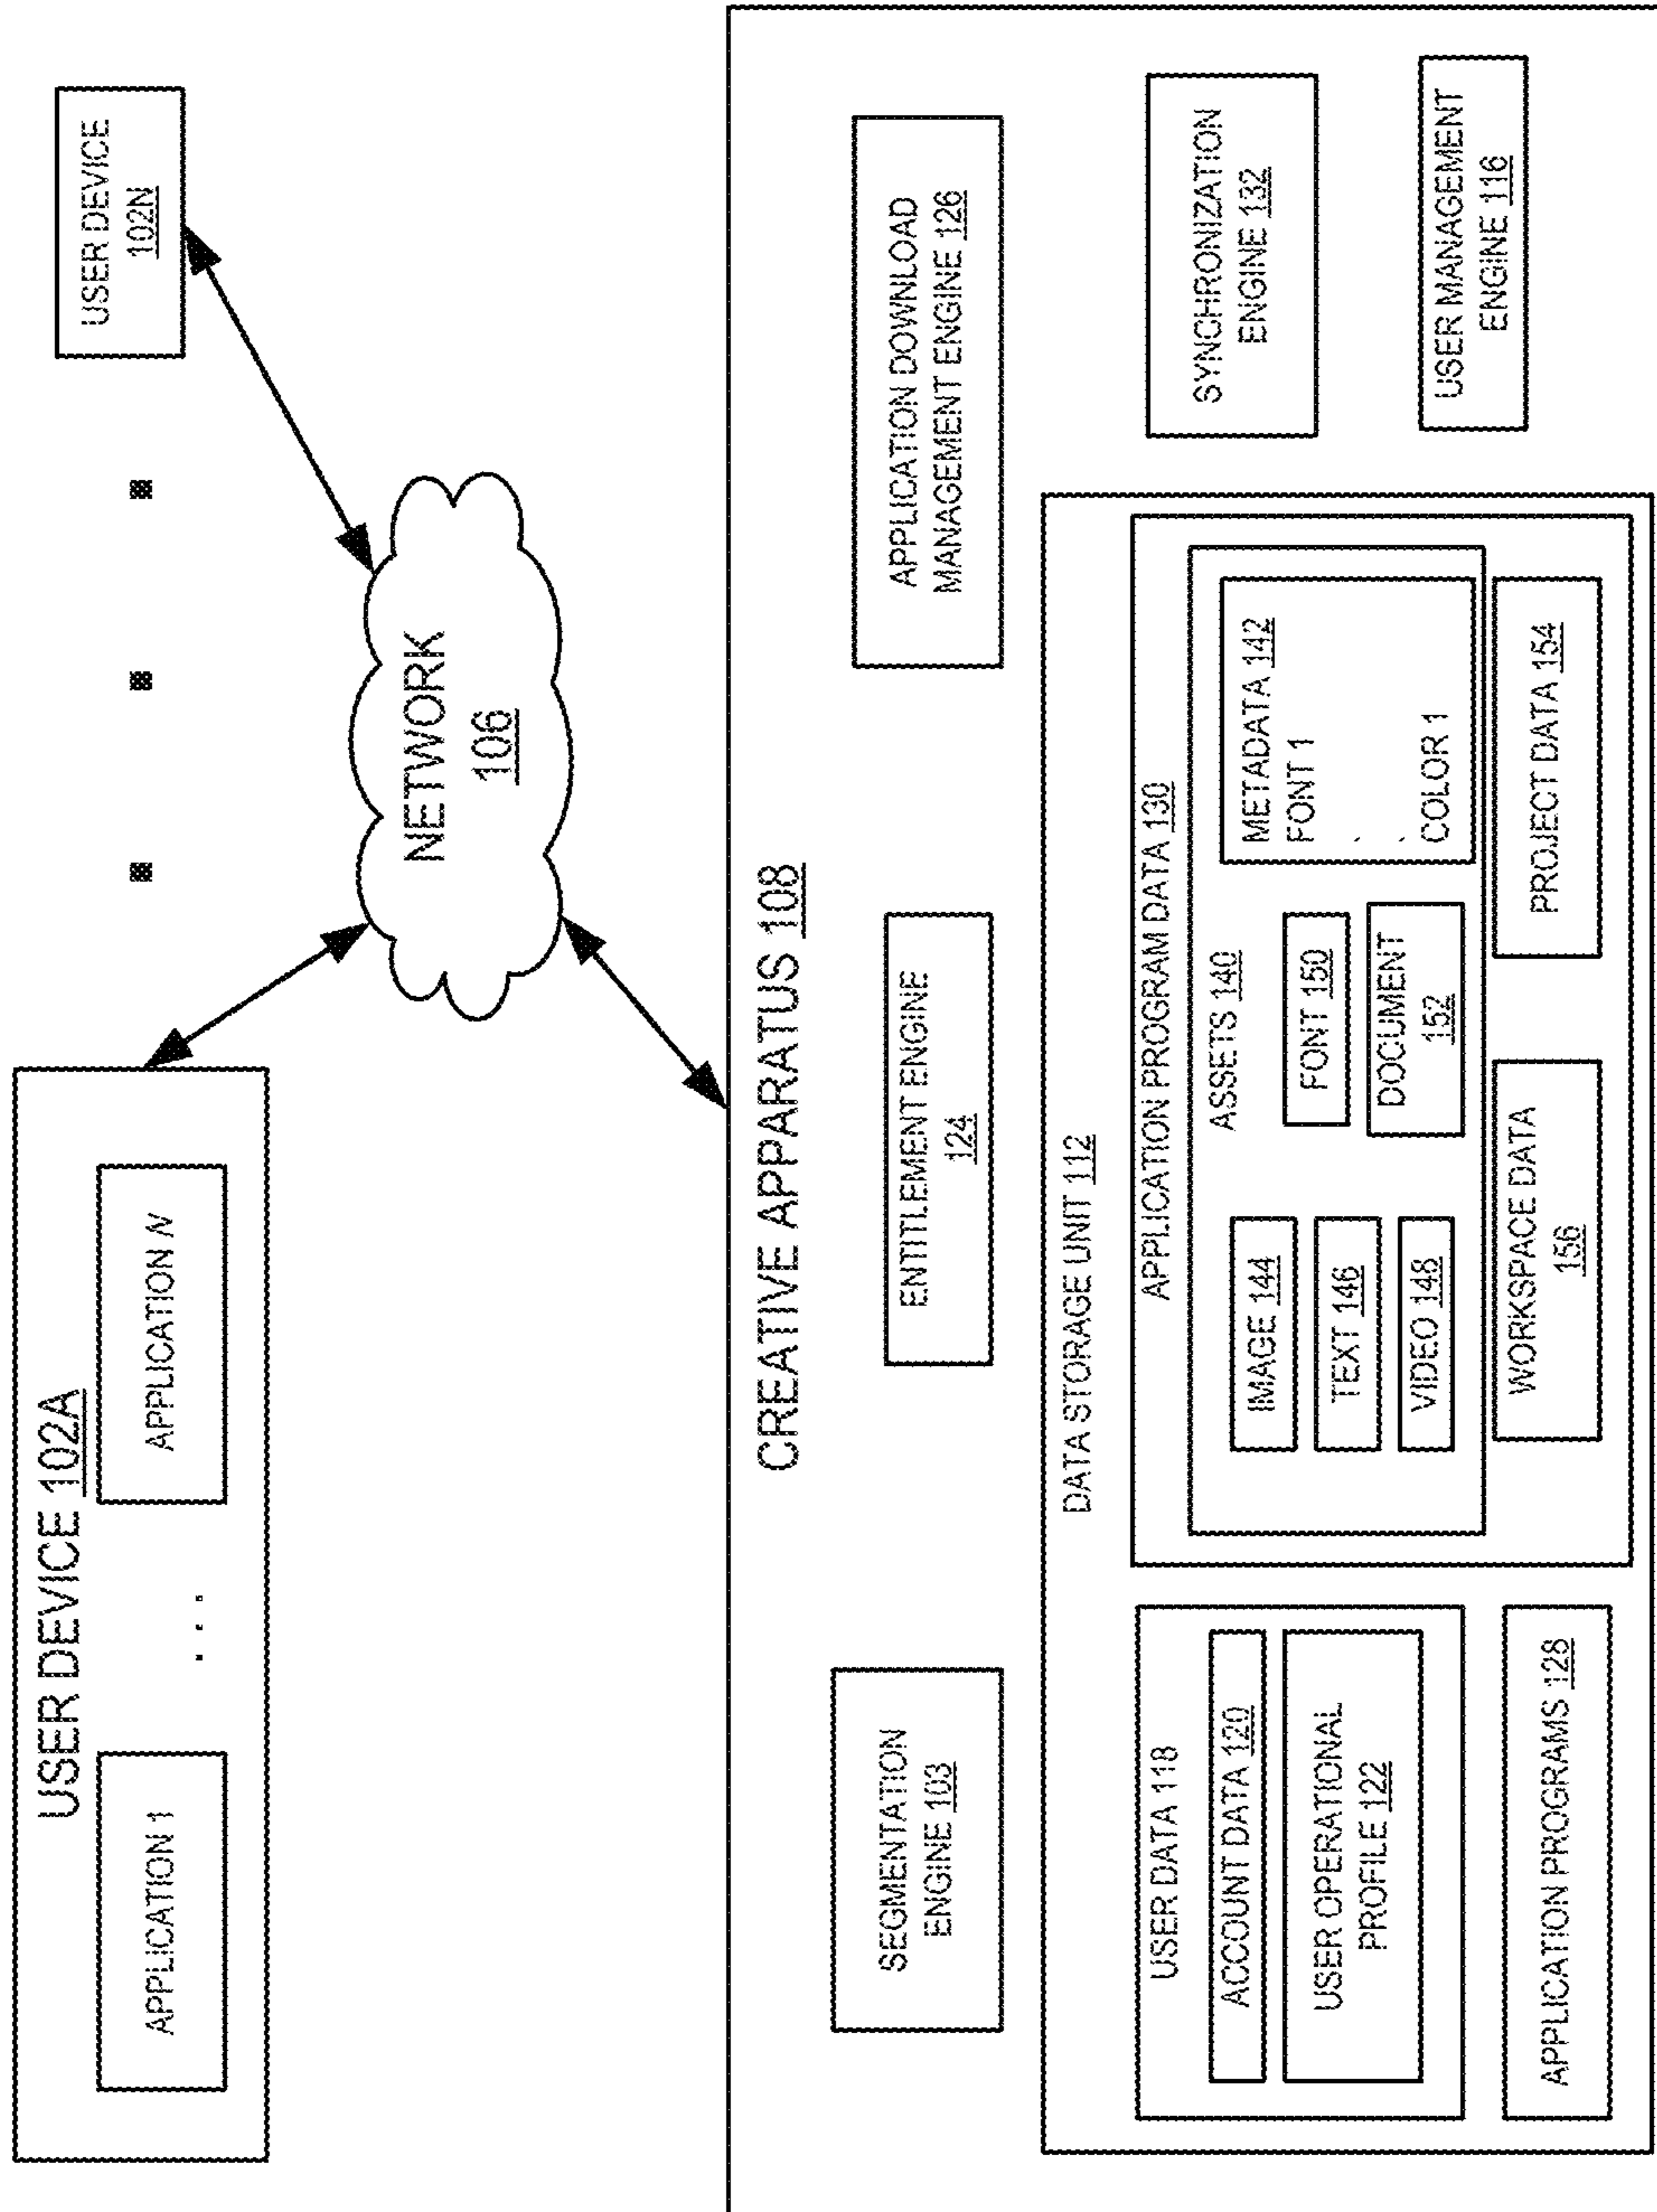 USER DEVICE 102A
APPLICATION 1
. . .
APPLICATION N
USER DEVICE
102N
NETWORK
106
CREATIVE APPARATUS 108
SEGMENTATION
ENGINE 103
ENTITLEMENT ENGINE
124
APPLICATION DOWNLOAD
MANAGEMENT ENGINE 126
DATA STORAGE UNIT 112
USER DATA 118
ACCOUNT DATA 120
USER OPERATIONAL
PROFILE 122
APPLICATION PROGRAMS 128
APPLICATION PROGRAM DATA 130
ASSETS 140
IMAGE 144
TEXT 146
VIDEO 148
FONT 150
DOCUMENT
152
METADATA 142
FONT 1
COLOR 1
WORKSPACE DATA
156
PROJECT DATA 154
SYNCHRONIZATION
ENGINE 132
USER MANAGEMENT
ENGINE 116